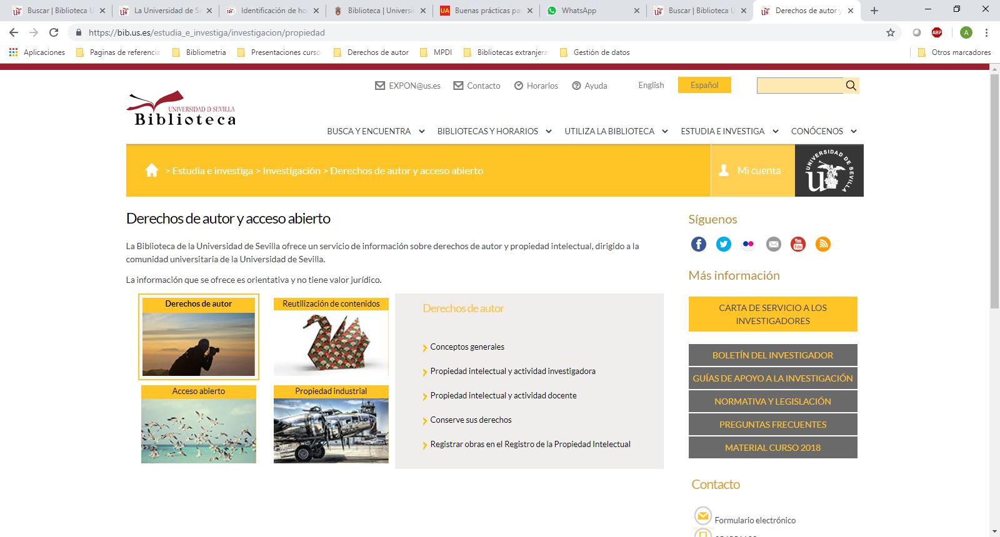 Buscar | Biblioteca U
La Universidad de Se
Identificación de ho
Biblioteca | Universi
UA
Buenas prácticas pa
WhatsApp
Buscar | Biblioteca U
Derechos de autor y
https://bib.us.es/estudia_e_investiga/investigacion/propiedad
ABP
A
Aplicaciones
Paginas de referencia
Bibliometria
Presentaciones curso
Derechos de autor
MPDI
Bibliotecas extranjera
Gestión de datos
Otros marcadores
EXPON@us.es
Contacto
Horarios
Ayuda
English
Español
UNIVERSIDAD D SEVILLA
Biblioteca
BUSCA Y ENCUENTRA
BIBLIOTECAS Y HORARIOS
UTILIZA LA BIBLIOTECA
ESTUDIA E INVESTIGA
CONÓCENOS
> Estudia e investiga > Investigación > Derechos de autor y acceso abierto
Mi cuenta
UNIVERSIDAD DE SEVILLA
Derechos de autor y acceso abierto
La Biblioteca de la Universidad de Sevilla ofrece un servicio de información sobre derechos de autor y propiedad intelectual, dirigido a la
comunidad universitaria de la Universidad de Sevilla.
La información que se ofrece es orientativa y no tiene valor jurídico.
Derechos de autor
Reutilización de contenidos
Acceso abierto
Propiedad industrial
Derechos de autor
Conceptos generales
Propiedad intelectual y actividad investigadora
Propiedad intelectual y actividad docente
Conserve sus derechos
Registrar obras en el Registro de la Propiedad Intelectual
Síguenos
You
Tube
Más información
CARTA DE SERVICIO A LOS
INVESTIGADORES
BOLETÍN DEL INVESTIGADOR
GUÍAS DE APOYO A LA INVESTIGACIÓN
NORMATIVA Y LEGISLACIÓN
PREGUNTAS FRECUENTES
MATERIAL CURSO 2018
Contacto
Formulario electrónico